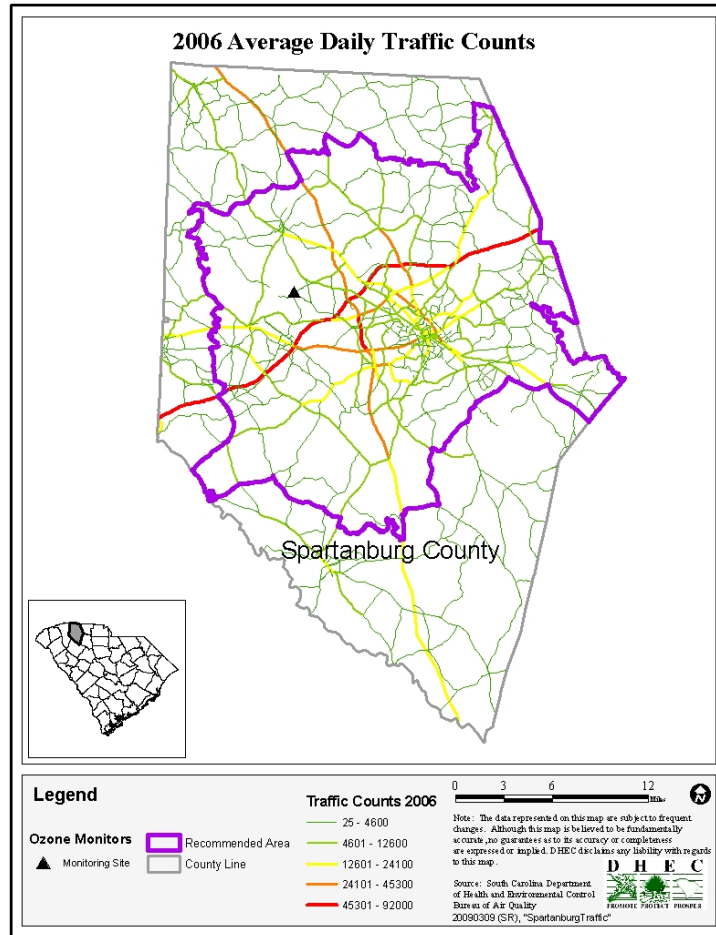 2006 Average Daily Traffic Counts
Spartanburg County
Legend
Ozone Monitors
Monitoring Site
Recommended Area
County Line
Traffic Counts 2006
25 - 4600
4601 - 12600
12601 - 24100
24101 - 45300
45301 - 92000
0 3 6 12
Miles
N
Note: The data represented on this map are subject to frequent
changes. Although this map is believed to be fundamentally
accurate, no guarantees as to its accuracy or completeness
are expressed or implied. DHEC disclaims any liability with regards
to this map.
Source: South Carolina Department
of Health and Environmental Control
Bureau of Air Quality
20090309 (SR), "SpartanburgTraffic"
D H E C
PROMOTE PROTECT PROSPER